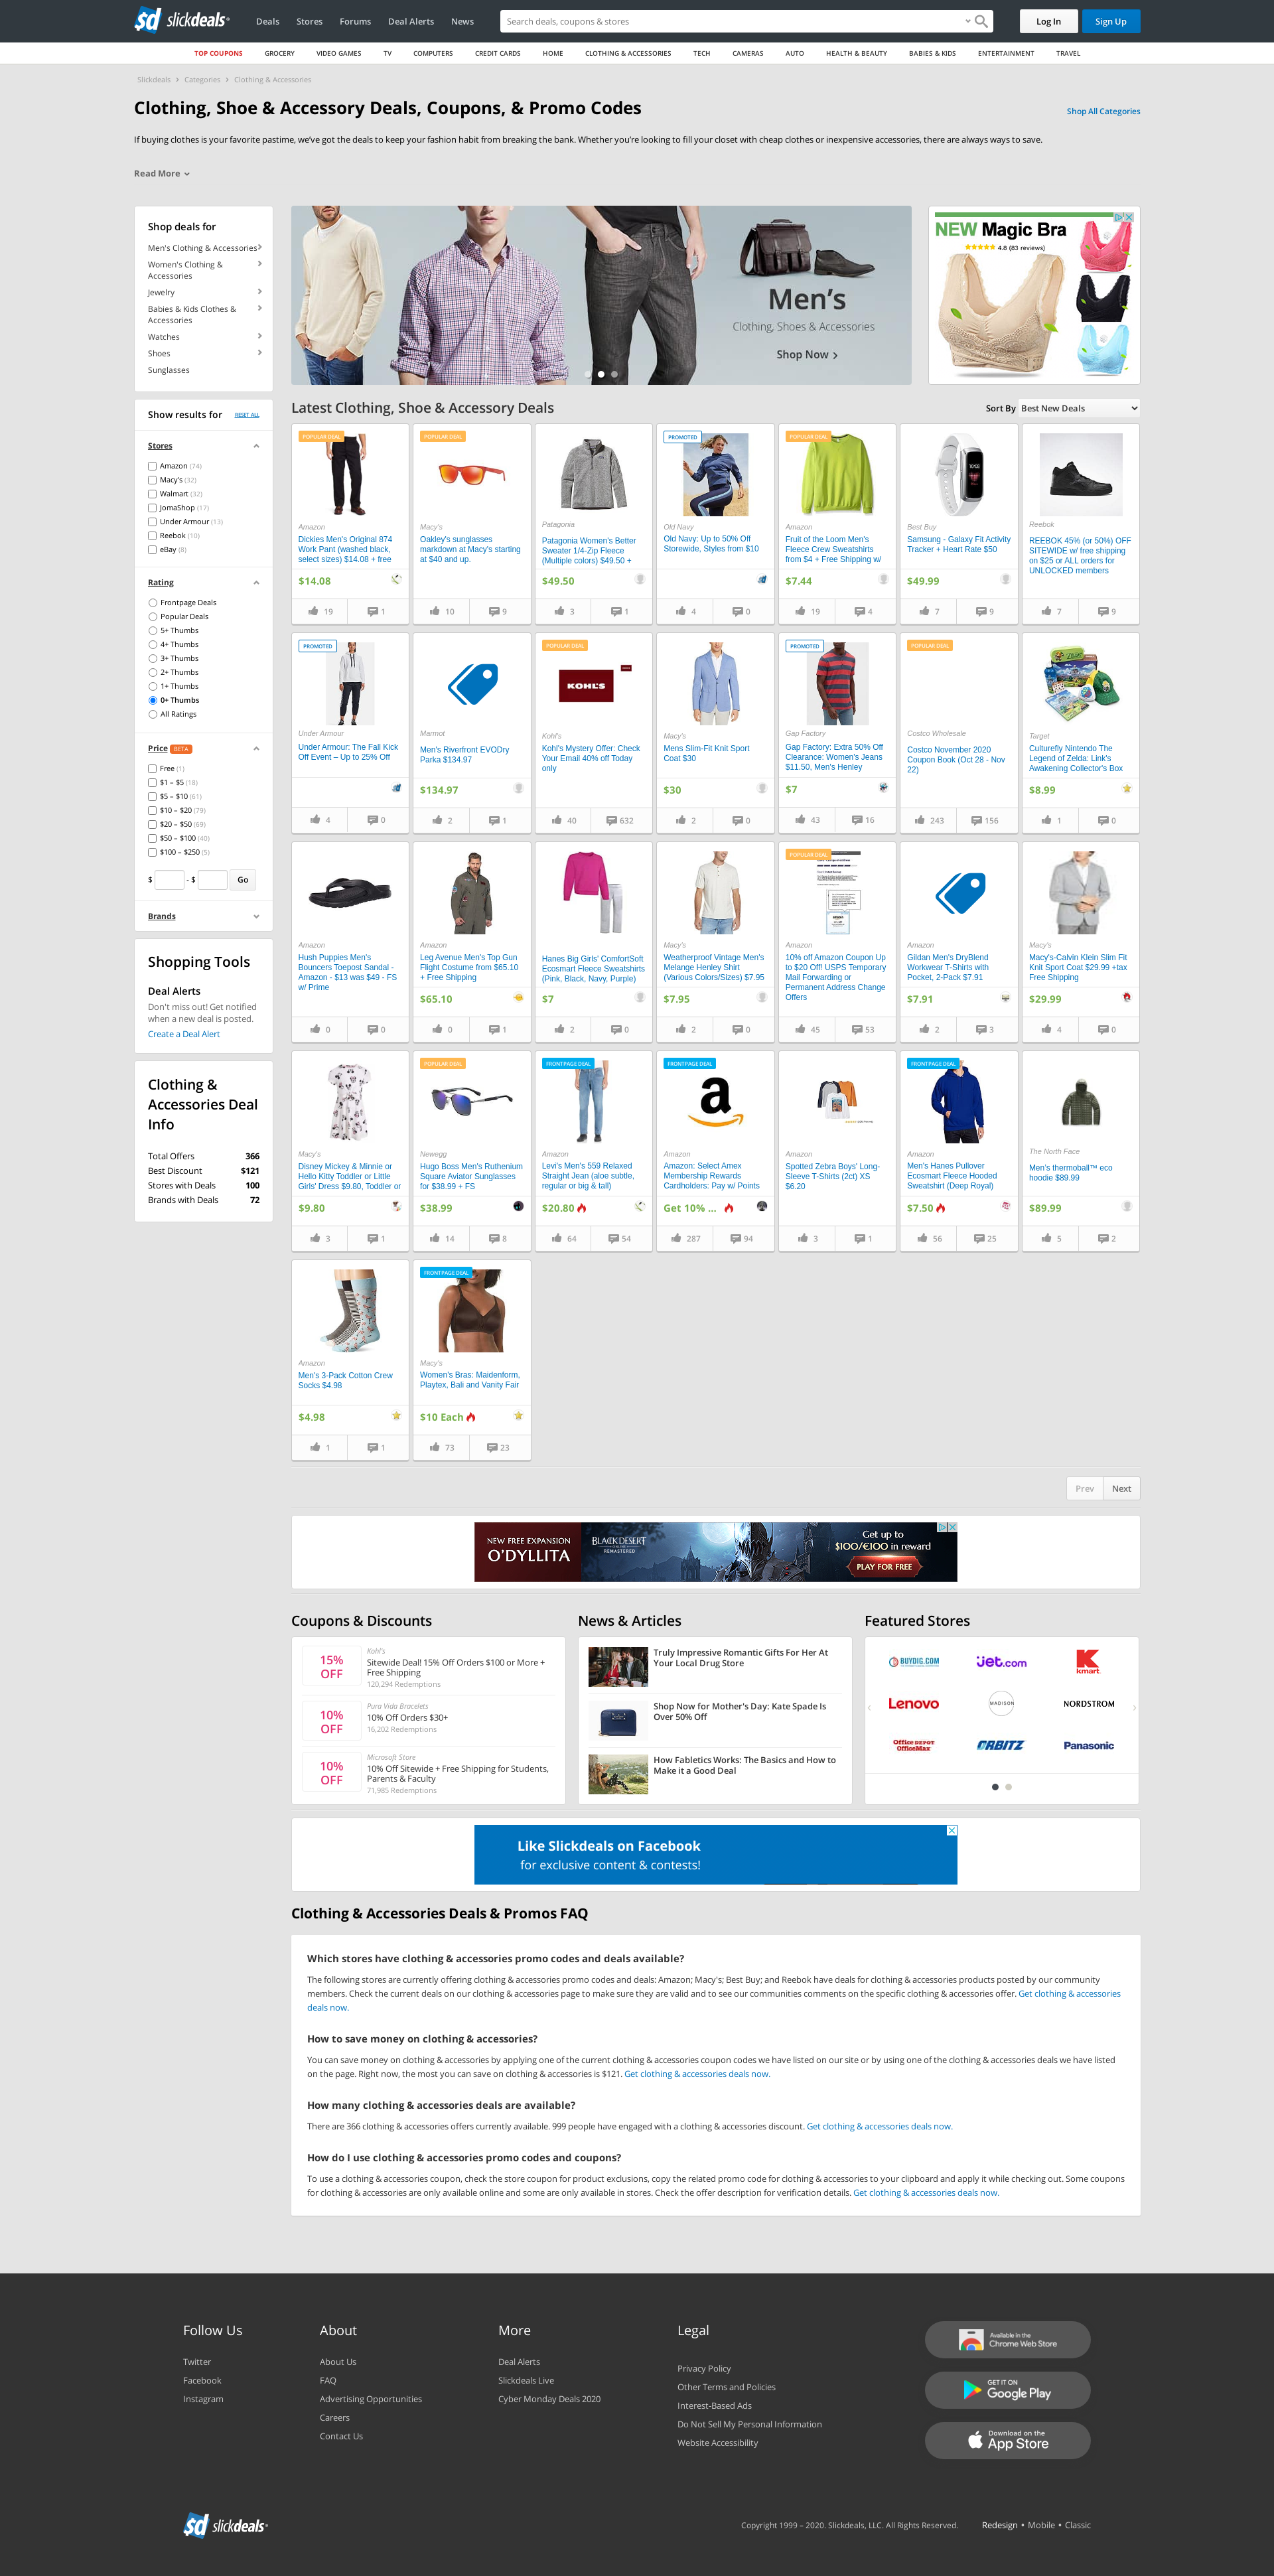 sd slickdeals
Deals Stores Forums Deal Alerts News
Search deals, coupons & stores
Log In Sign Up
TOP COUPONS GROCERY VIDEO GAMES TV COMPUTERS CREDIT CARDS HOME CLOTHING & ACCESSORIES TECH CAMERAS AUTO HEALTH & BEAUTY BABIES & KIDS ENTERTAINMENT TRAVEL
Slickdeals > Categories > Clothing & Accessories
Clothing, Shoe & Accessory Deals, Coupons, & Promo Codes
Shop All Categories
If buying clothes is your favorite pastime, we've got the deals to keep your fashion habit from breaking the bank. Whether you're looking to fill your closet with cheap clothes or inexpensive accessories, there are always ways to save.
Read More
Shop deals for
Men's Clothing & Accessories
Women's Clothing &
Accessories
Jewelry
Babies & Kids Clothes &
Accessories
Watches
Shoes
Sunglasses
Show results for RESET ALL
Stores
Amazon (74)
Macy's (32)
Walmart (32)
JomaShop (17)
Under Armour (13)
Reebok (10)
eBay (8)
Rating
Frontpage Deals
Popular Deals
5+ Thumbs
4+ Thumbs
3+ Thumbs
2+ Thumbs
1+ Thumbs
0+ Thumbs
All Ratings
Price BETA
Free (1)
$1 – $5 (18)
$5 – $10 (61)
$10 – $20 (79)
$20 – $50 (69)
$50 – $100 (40)
$100 – $250 (5)
$ - $ Go
Brands
Shopping Tools
Deal Alerts
Don't miss out! Get notified
when a new deal is posted.
Create a Deal Alert
Clothing &
Accessories Deal
Info
Total Offers 366
Best Discount $121
Stores with Deals 100
Brands with Deals 72
Men's
Clothing, Shoes & Accessories
Shop Now >
NEW Magic Bra
4.8 (83 reviews)
Latest Clothing, Shoe & Accessory Deals
Sort By Best New Deals
POPULAR DEAL
Amazon
Dickies Men's Original 874
Work Pant (washed black,
select sizes) $14.08 + free
$14.08
19 1
POPULAR DEAL
Macy's
Oakley's sunglasses
markdown at Macy's starting
at $40 and up.
10 9
Patagonia
Patagonia Women's Better
Sweater 1/4-Zip Fleece
(Multiple colors) $49.50 +
$49.50
3 1
PROMOTED
Old Navy
Old Navy: Up to 50% Off
Storewide, Styles from $10
4 0
POPULAR DEAL
Amazon
Fruit of the Loom Men's
Fleece Crew Sweatshirts
from $4 + Free Shipping w/
$7.44
19 4
Best Buy
Samsung - Galaxy Fit Activity
Tracker + Heart Rate $50
$49.99
7 9
Reebok
REEBOK 45% (or 50%) OFF
SITEWIDE w/ free shipping
on $25 or ALL orders for
UNLOCKED members
7 9
PROMOTED
Under Armour
Under Armour: The Fall Kick
Off Event – Up to 25% Off
4 0
Marmot
Men's Riverfront EVODry
Parka $134.97
$134.97
2 1
POPULAR DEAL
KOHL'S
Kohl's
Kohl's Mystery Offer: Check
Your Email 40% off Today
only
40 632
Macy's
Mens Slim-Fit Knit Sport
Coat $30
$30
2 0
PROMOTED
Gap Factory
Gap Factory: Extra 50% Off
Clearance: Women's Jeans
$11.50, Men's Henley
$7
43 16
POPULAR DEAL
Costco Wholesale
Costco November 2020
Coupon Book (Oct 28 - Nov
22)
243 156
Target
Culturefly Nintendo The
Legend of Zelda: Link's
Awakening Collector's Box
$8.99
1 0
Amazon
Hush Puppies Men's
Bouncers Toepost Sandal -
Amazon - $13 was $49 - FS
w/ Prime
0 0
Amazon
Leg Avenue Men's Top Gun
Flight Costume from $65.10
+ Free Shipping
$65.10
0 1
Hanes Big Girls' ComfortSoft
Ecosmart Fleece Sweatshirts
(Pink, Black, Navy, Purple)
$7
2 0
Macy's
Weatherproof Vintage Men's
Melange Henley Shirt
(Various Colors/Sizes) $7.95
$7.95
2 0
POPULAR DEAL
Amazon
10% off Amazon Coupon Up
to $20 Off! USPS Temporary
Mail Forwarding or
Permanent Address Change
Offers
45 53
Amazon
Gildan Men's DryBlend
Workwear T-Shirts with
Pocket, 2-Pack $7.91
$7.91
2 3
Macy's
Macy's-Calvin Klein Slim Fit
Knit Sport Coat $29.99 +tax
Free Shipping
$29.99
4 0
Macy's
Disney Mickey & Minnie or
Hello Kitty Toddler or Little
Girls' Dress $9.80, Toddler or
$9.80
3 1
POPULAR DEAL
Newegg
Hugo Boss Men's Ruthenium
Square Aviator Sunglasses
for $38.99 + FS
$38.99
14 8
FRONTPAGE DEAL
Amazon
Levi's Men's 559 Relaxed
Straight Jean (aloe subtle,
regular or big & tall)
$20.80
64 54
FRONTPAGE DEAL
Amazon
Amazon: Select Amex
Membership Rewards
Cardholders: Pay w/ Points
Get 10% ...
287 94
Amazon
Spotted Zebra Boys' Long-
Sleeve T-Shirts (2ct) XS
$6.20
3 1
FRONTPAGE DEAL
Amazon
Men's Hanes Pullover
Ecosmart Fleece Hooded
Sweatshirt (Deep Royal)
$7.50
56 25
The North Face
Men's thermoball™ eco
hoodie $89.99
$89.99
5 2
Amazon
Men's 3-Pack Cotton Crew
Socks $4.98
$4.98
1 1
FRONTPAGE DEAL
Macy's
Women's Bras: Maidenform,
Playtex, Bali and Vanity Fair
$10 Each
73 23
Prev Next
NEW FREE EXPANSION
O'DYLLITA
BLACK DESERT
REMASTERED
Get up to
$100/€100 in reward
PLAY FOR FREE
Coupons & Discounts
15%
OFF
Kohl's
Sitewide Deal! 15% Off Orders $100 or More +
Free Shipping
120,294 Redemptions
10%
OFF
Pura Vida Bracelets
10% Off Orders $30+
16,202 Redemptions
10%
OFF
Microsoft Store
10% Off Sitewide + Free Shipping for Students,
Parents & Faculty
71,985 Redemptions
News & Articles
Truly Impressive Romantic Gifts For Her At
Your Local Drug Store
Shop Now for Mother's Day: Kate Spade Is
Over 50% Off
How Fabletics Works: The Basics and How to
Make it a Good Deal
Featured Stores
BUYDIG.COM jet.com kmart
Lenovo MADISON NORDSTROM
Office DEPOT
OfficeMax
ORBITZ Panasonic
Like Slickdeals on Facebook
for exclusive content & contests!
Clothing & Accessories Deals & Promos FAQ
Which stores have clothing & accessories promo codes and deals available?
The following stores are currently offering clothing & accessories promo codes and deals: Amazon; Macy's; Best Buy; and Reebok have deals for clothing & accessories products posted by our community
members. Check the current deals on our clothing & accessories page to make sure they are valid and to see our communities comments on the specific clothing & accessories offer. Get clothing & accessories
deals now.
How to save money on clothing & accessories?
You can save money on clothing & accessories by applying one of the current clothing & accessories coupon codes we have listed on our site or by using one of the clothing & accessories deals we have listed
on the page. Right now, the most you can save on clothing & accessories is $121. Get clothing & accessories deals now.
How many clothing & accessories deals are available?
There are 366 clothing & accessories offers currently available. 999 people have engaged with a clothing & accessories discount. Get clothing & accessories deals now.
How do I use clothing & accessories promo codes and coupons?
To use a clothing & accessories coupon, check the store coupon for product exclusions, copy the related promo code for clothing & accessories to your clipboard and apply it while checking out. Some coupons
for clothing & accessories are only available online and some are only available in stores. Check the offer description for verification details. Get clothing & accessories deals now.
Follow Us
Twitter
Facebook
Instagram
About
About Us
FAQ
Advertising Opportunities
Careers
Contact Us
More
Deal Alerts
Slickdeals Live
Cyber Monday Deals 2020
Legal
Privacy Policy
Other Terms and Policies
Interest-Based Ads
Do Not Sell My Personal Information
Website Accessibility
Available in the
Chrome Web Store
GET IT ON
Google Play
Download on the
App Store
sd slickdeals
Copyright 1999 – 2020. Slickdeals, LLC. All Rights Reserved.
Redesign • Mobile • Classic